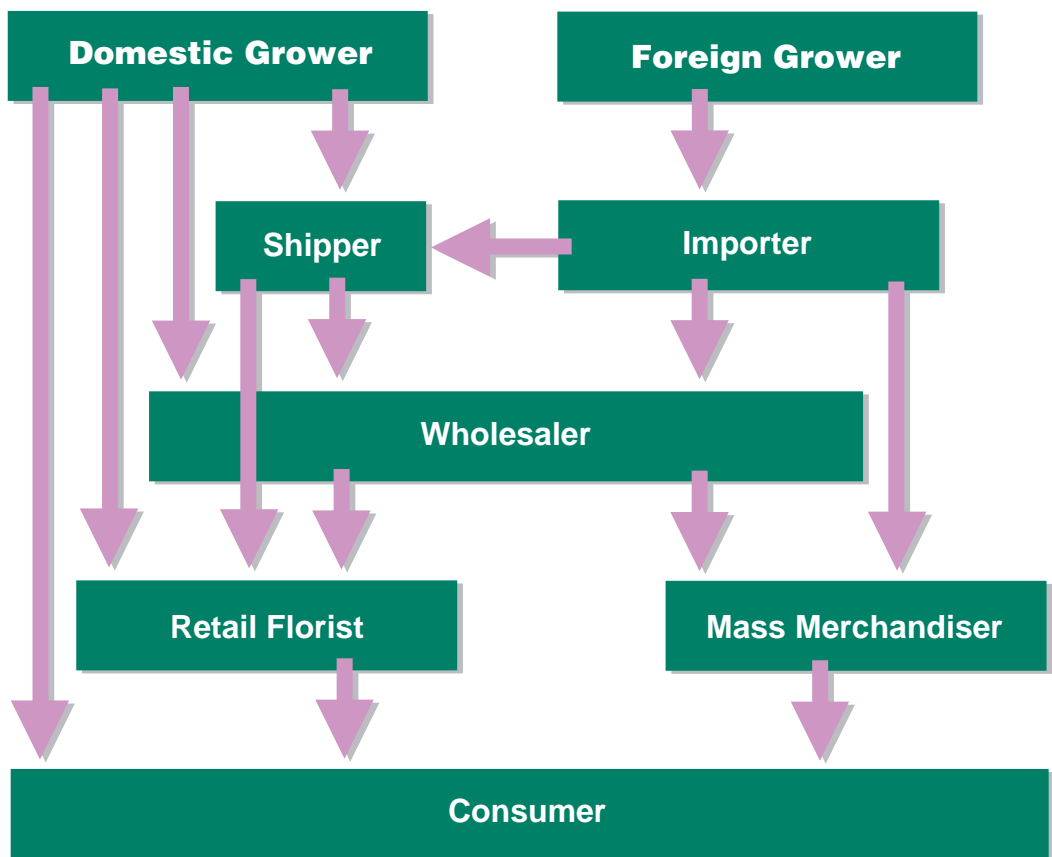 Domestic Grower
Foreign Grower
Shipper
Importer
Wholesaler
Retail Florist
Mass Merchandiser
Consumer